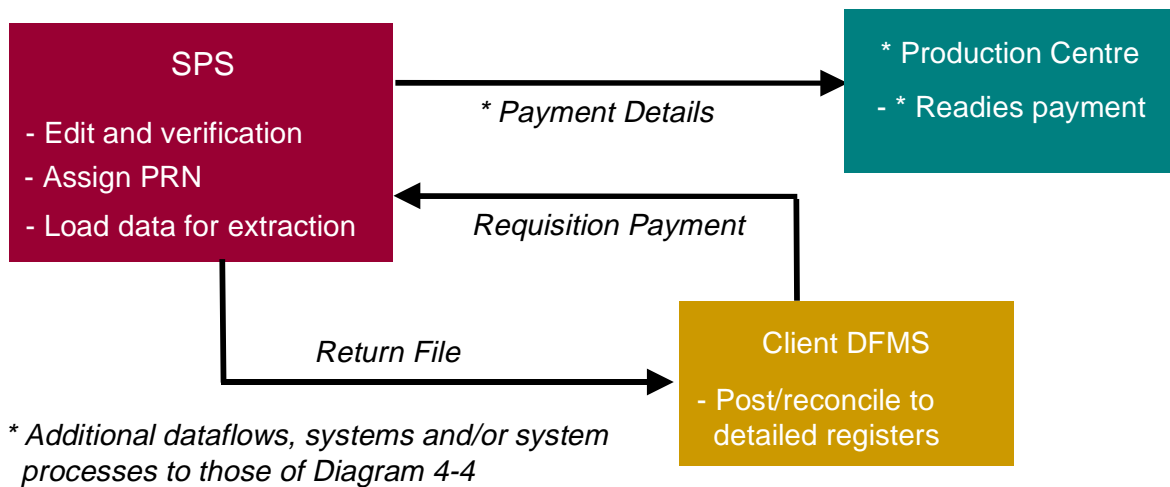 SPS
- Edit and verification
- Assign PRN
- Load data for extraction
* Payment Details
* Production Centre
- * Readies payment
Requisition Payment
Return File
Client DFMS
- Post/reconcile to
detailed registers
* Additional dataflows, systems and/or system
processes to those of Diagram 4-4